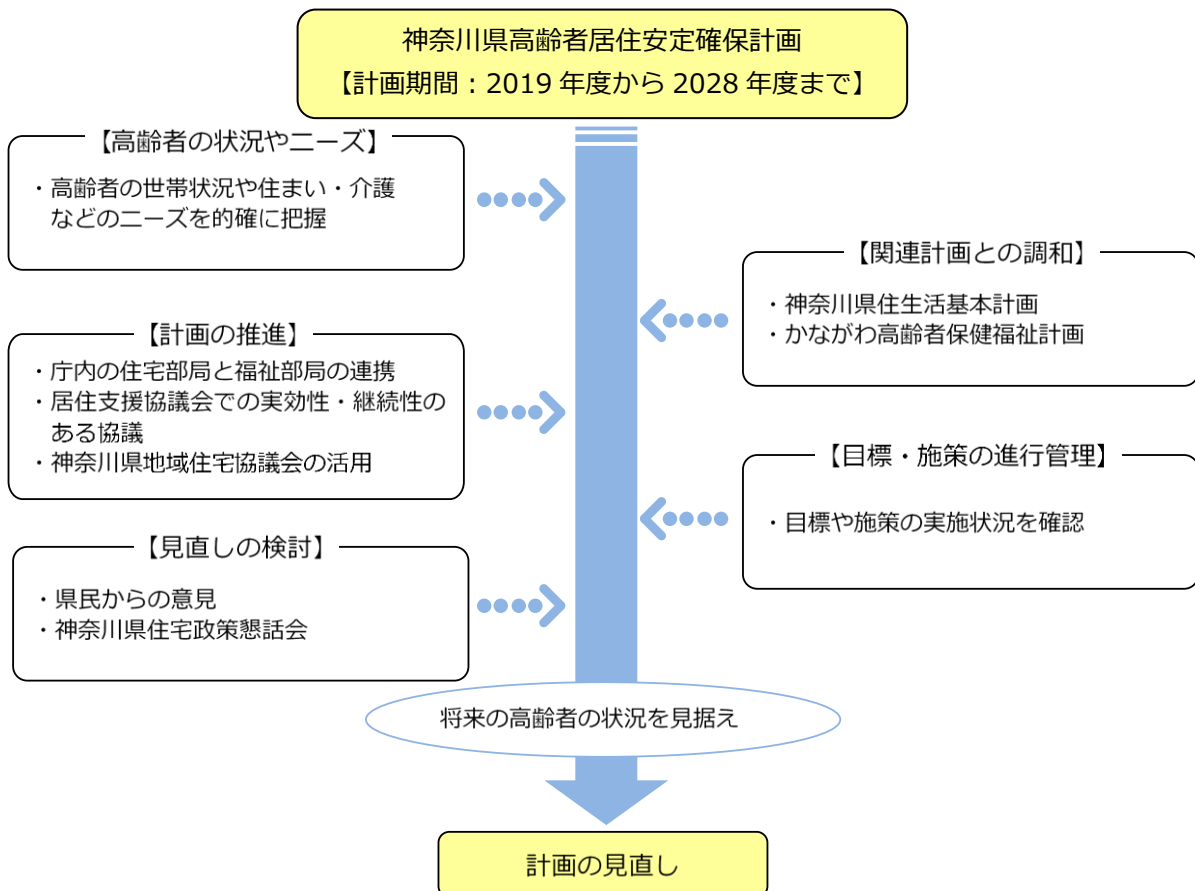 神奈川県高齢者居住安定確保計画
【計画期間：2019 年度から 2028 年度まで】
【高齢者の状況やニーズ】
・高齢者の世帯状況や住まい・介護
などのニーズを的確に把握
【関連計画との調和】
・神奈川県住生活基本計画
・かながわ高齢者保健福祉計画
【計画の推進】
・庁内の住宅部局と福祉部局の連携
・居住支援協議会での実効性・継続性の
ある協議
・神奈川県地域住宅協議会の活用
【目標・施策の進行管理】
・目標や施策の実施状況を確認
【見直しの検討】
・県民からの意見
・神奈川県住宅政策懇話会
将来の高齢者の状況を見据え
計画の見直し